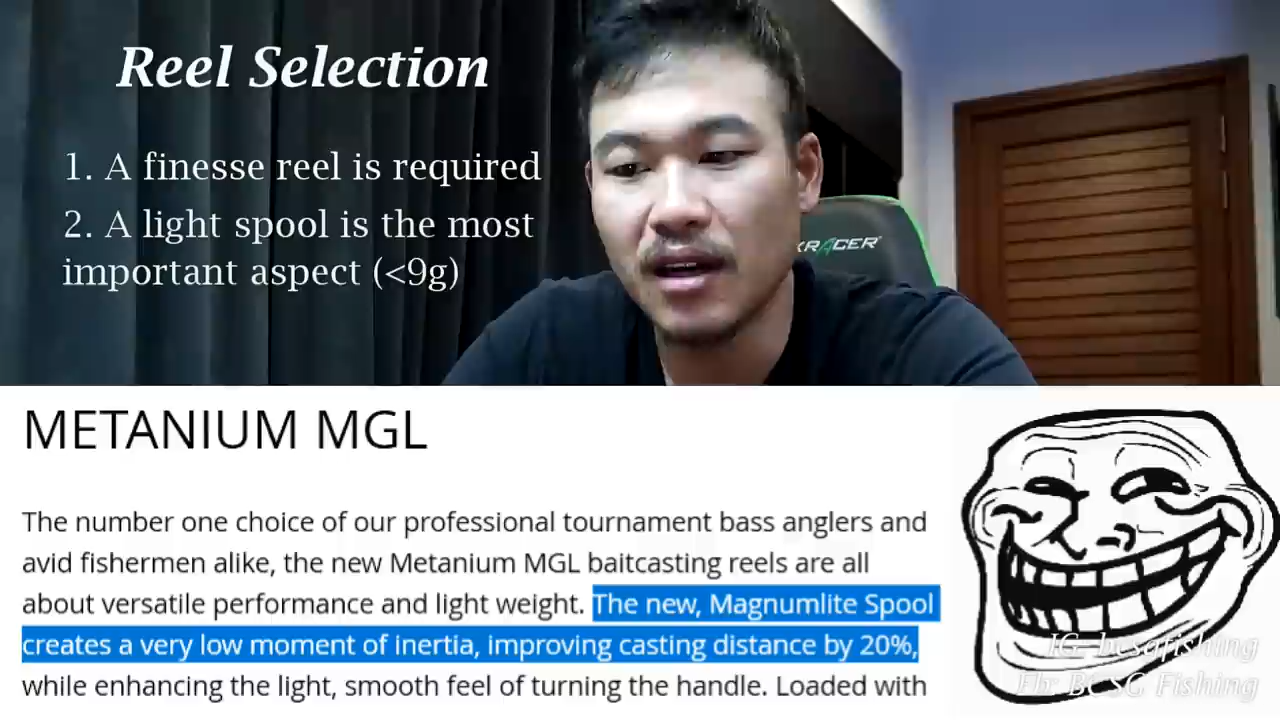 Reel Selection
1. A finesse reel is required
2. A light spool is the most
important aspect (<9g)
XRACER
METANIUM MGL
The number one choice of our professional tournament bass anglers and
avid fishermen alike, the new Metanium MGL baitcasting reels are all
about versatile performance and light weight. The new, Magnumlite Spool
creates a very low moment of inertia, improving casting distance by 20%,
while enhancing the light, smooth feel of turning the handle. Loaded with
IG: bcsgfishing
Fb: BCSG Fishing